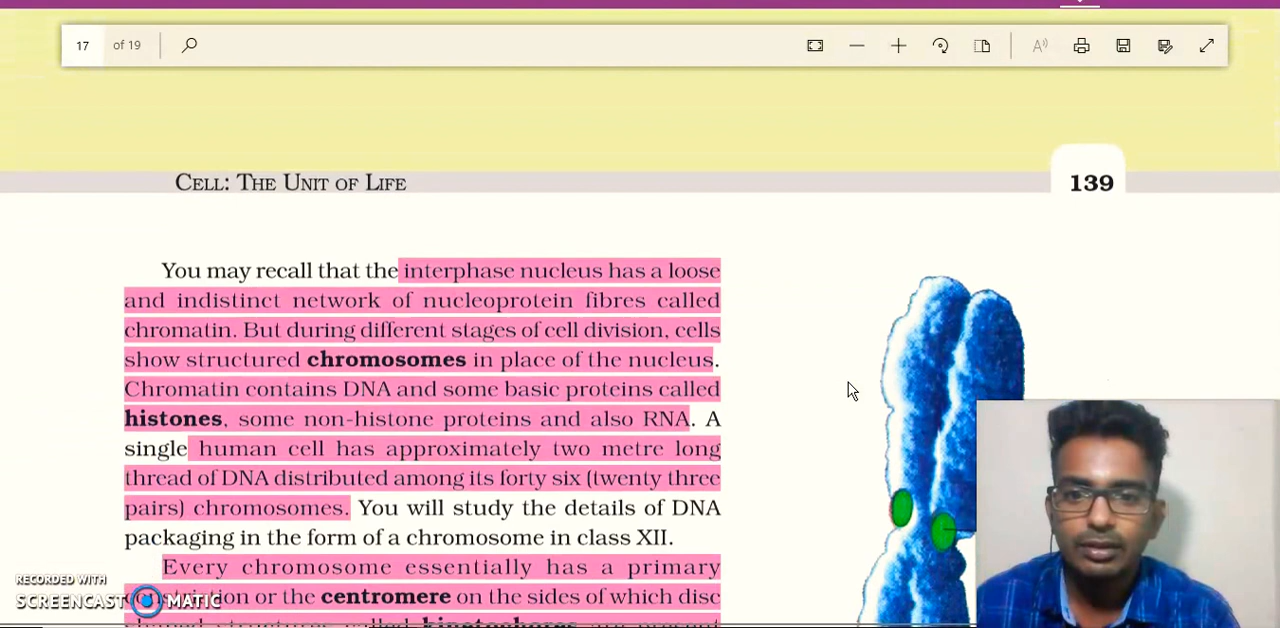 17 of 19
CELL: THE UNIT OF LIFE
139
You may recall that the interphase nucleus has a loose
and indistinct network of nucleoprotein fibres called
chromatin. But during different stages of cell division, cells
show structured chromosomes in place of the nucleus.
Chromatin contains DNA and some basic proteins called
histones, some non-histone proteins and also RNA. A
single human cell has approximately two metre long
thread of DNA distributed among its forty six (twenty three
pairs) chromosomes. You will study the details of DNA
packaging in the form of a chromosome in class XII.
Every chromosome essentially has a primary
or the centromere on the sides of which disc
RECORDED WITH
SCREENCAST MATIC